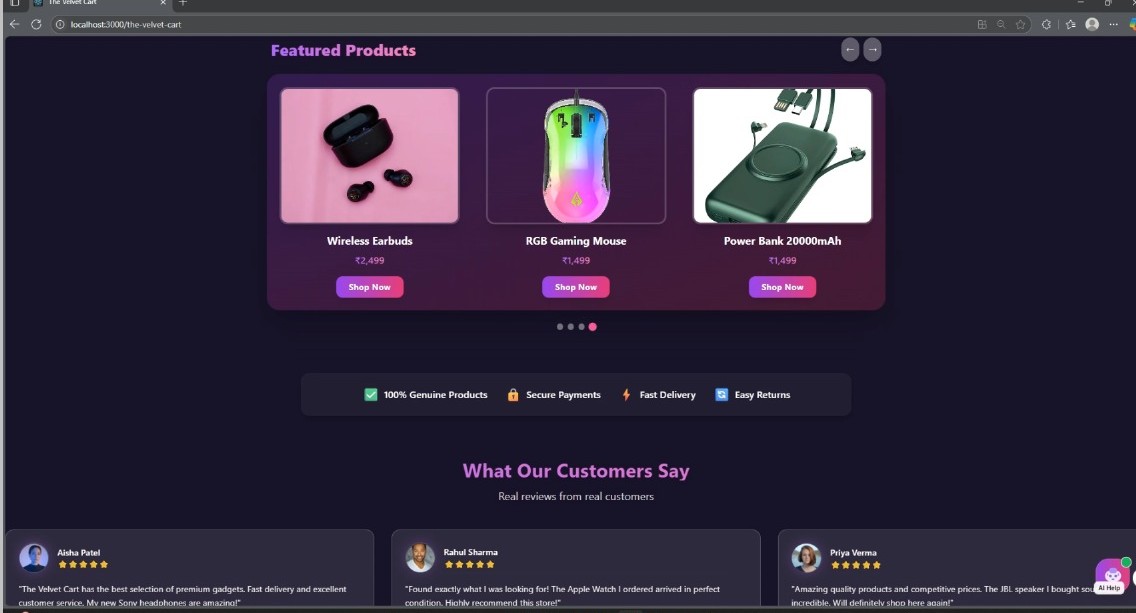 The Velvet Cart
localhost:3000/the-velvet-cart
Featured Products
← →
Wireless Earbuds
₹2,499
Shop Now
RGB Gaming Mouse
₹1,499
Shop Now
Power Bank 20000mAh
₹1,499
Shop Now
100% Genuine Products Secure Payments Fast Delivery Easy Returns
What Our Customers Say
Real reviews from real customers
Aisha Patel
"The Velvet Cart has the best selection of premium gadgets. Fast delivery and excellent
customer service. My new Sony headphones are amazing!"
Rahul Sharma
"Found exactly what I was looking for! The Apple Watch I ordered arrived in perfect
condition. Highly recommend this store!"
Priya Verma
"Amazing quality products and competitive prices. The JBL speaker I bought
incredible. Will definitely shop here again!"
AI Help